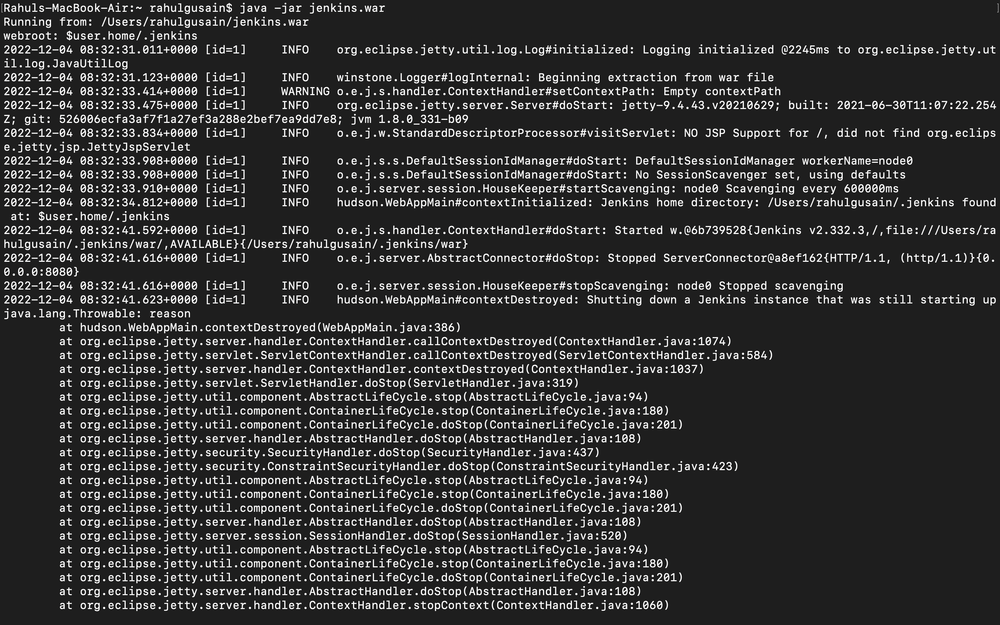 [Rahuls-MacBook-Air:~ rahulgusain$ java -jar jenkins.war ]
Running from: /Users/rahulgusain/jenkins.war
webroot: $user.home/.jenkins
2022-12-04 08:32:31.011+0000 [id=1]     INFO    org.eclipse.jetty.util.log.Log#initialized: Logging initialized @2245ms to org.eclipse.jetty.ut
il.log.JavaUtilLog
2022-12-04 08:32:31.123+0000 [id=1]     INFO    winstone.Logger#logInternal: Beginning extraction from war file
2022-12-04 08:32:33.414+0000 [id=1]     WARNING o.e.j.s.handler.ContextHandler#setContextPath: Empty contextPath
2022-12-04 08:32:33.475+0000 [id=1]     INFO    org.eclipse.jetty.server.Server#doStart: jetty-9.4.43.v20210629; built: 2021-06-30T11:07:22.254
Z; git: 526006ecfa3af7f1a27ef3a288e2bef7ea9dd7e8; jvm 1.8.0_331-b09
2022-12-04 08:32:33.834+0000 [id=1]     INFO    o.e.j.w.StandardDescriptorProcessor#visitServlet: NO JSP Support for /, did not find org.eclips
e.jetty.jsp.JettyJspServlet
2022-12-04 08:32:33.908+0000 [id=1]     INFO    o.e.j.s.s.DefaultSessionIdManager#doStart: DefaultSessionIdManager workerName=node0
2022-12-04 08:32:33.908+0000 [id=1]     INFO    o.e.j.s.s.DefaultSessionIdManager#doStart: No SessionScavenger set, using defaults
2022-12-04 08:32:33.910+0000 [id=1]     INFO    o.e.j.server.session.HouseKeeper#startScavenging: node0 Scavenging every 600000ms
2022-12-04 08:32:34.812+0000 [id=1]     INFO    hudson.WebAppMain#contextInitialized: Jenkins home directory: /Users/rahulgusain/.jenkins found
 at: $user.home/.jenkins
2022-12-04 08:32:41.592+0000 [id=1]     INFO    o.e.j.s.handler.ContextHandler#doStart: Started w.@6b739528{Jenkins v2.332.3,/,file:///Users/ra
hulgusain/.jenkins/war/,AVAILABLE}{/Users/rahulgusain/.jenkins/war}
2022-12-04 08:32:41.616+0000 [id=1]     INFO    o.e.j.server.AbstractConnector#doStop: Stopped ServerConnector@a8ef162{HTTP/1.1, (http/1.1)}{0.
0.0.0:8080}
2022-12-04 08:32:41.616+0000 [id=1]     INFO    o.e.j.server.session.HouseKeeper#stopScavenging: node0 Stopped scavenging
2022-12-04 08:32:41.623+0000 [id=1]     INFO    hudson.WebAppMain#contextDestroyed: Shutting down a Jenkins instance that was still starting up
java.lang.Throwable: reason
        at hudson.WebAppMain.contextDestroyed(WebAppMain.java:386)
        at org.eclipse.jetty.server.handler.ContextHandler.callContextDestroyed(ContextHandler.java:1074)
        at org.eclipse.jetty.servlet.ServletContextHandler.callContextDestroyed(ServletContextHandler.java:584)
        at org.eclipse.jetty.server.handler.ContextHandler.contextDestroyed(ContextHandler.java:1037)
        at org.eclipse.jetty.servlet.ServletHandler.doStop(ServletHandler.java:319)
        at org.eclipse.jetty.util.component.AbstractLifeCycle.stop(AbstractLifeCycle.java:94)
        at org.eclipse.jetty.util.component.ContainerLifeCycle.stop(ContainerLifeCycle.java:180)
        at org.eclipse.jetty.util.component.ContainerLifeCycle.doStop(ContainerLifeCycle.java:201)
        at org.eclipse.jetty.server.handler.AbstractHandler.doStop(AbstractHandler.java:108)
        at org.eclipse.jetty.security.SecurityHandler.doStop(SecurityHandler.java:437)
        at org.eclipse.jetty.security.ConstraintSecurityHandler.doStop(ConstraintSecurityHandler.java:423)
        at org.eclipse.jetty.util.component.AbstractLifeCycle.stop(AbstractLifeCycle.java:94)
        at org.eclipse.jetty.util.component.ContainerLifeCycle.stop(ContainerLifeCycle.java:180)
        at org.eclipse.jetty.util.component.ContainerLifeCycle.doStop(ContainerLifeCycle.java:201)
        at org.eclipse.jetty.server.handler.AbstractHandler.doStop(AbstractHandler.java:108)
        at org.eclipse.jetty.server.session.SessionHandler.doStop(SessionHandler.java:520)
        at org.eclipse.jetty.util.component.AbstractLifeCycle.stop(AbstractLifeCycle.java:94)
        at org.eclipse.jetty.util.component.ContainerLifeCycle.stop(ContainerLifeCycle.java:180)
        at org.eclipse.jetty.util.component.ContainerLifeCycle.doStop(ContainerLifeCycle.java:201)
        at org.eclipse.jetty.server.handler.AbstractHandler.doStop(AbstractHandler.java:108)
        at org.eclipse.jetty.server.handler.ContextHandler.stopContext(ContextHandler.java:1060)